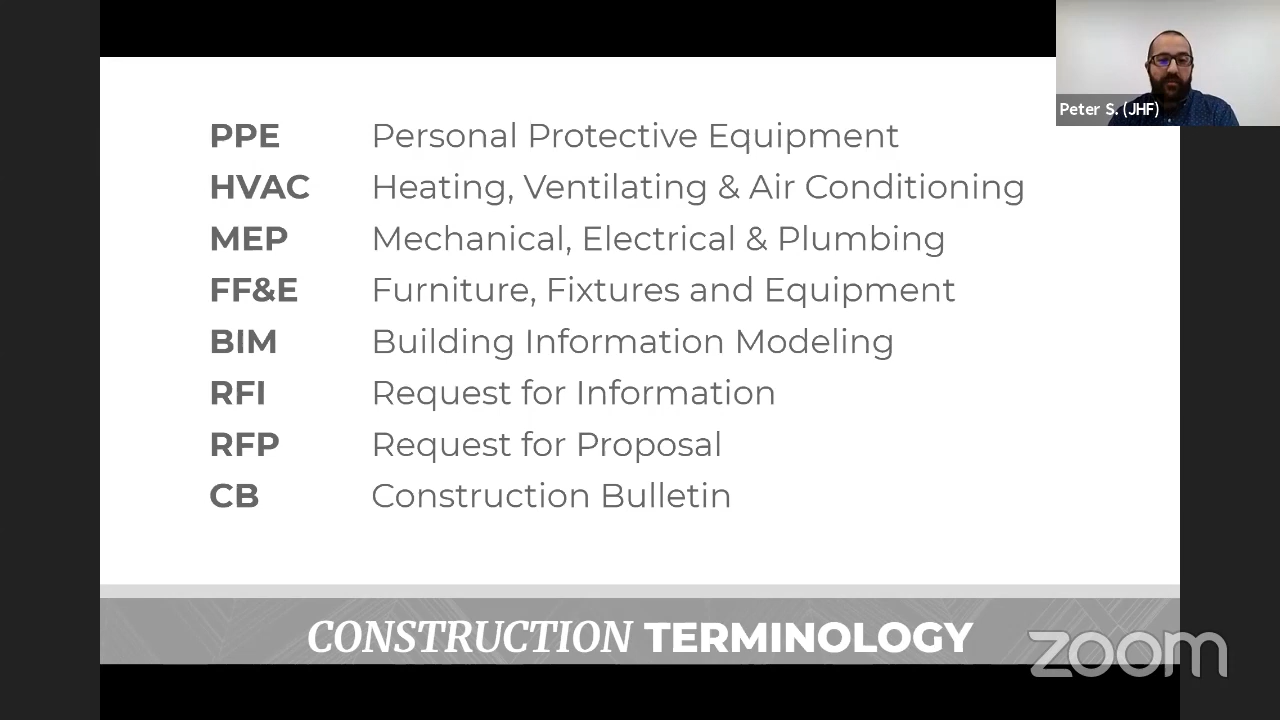 Peter S. (JHF)
PPE Personal Protective Equipment
HVAC Heating, Ventilating & Air Conditioning
MEP Mechanical, Electrical & Plumbing
FF&E Furniture, Fixtures and Equipment
BIM Building Information Modeling
RFI Request for Information
RFP Request for Proposal
CB Construction Bulletin
CONSTRUCTION TERMINOLOGY
zoom